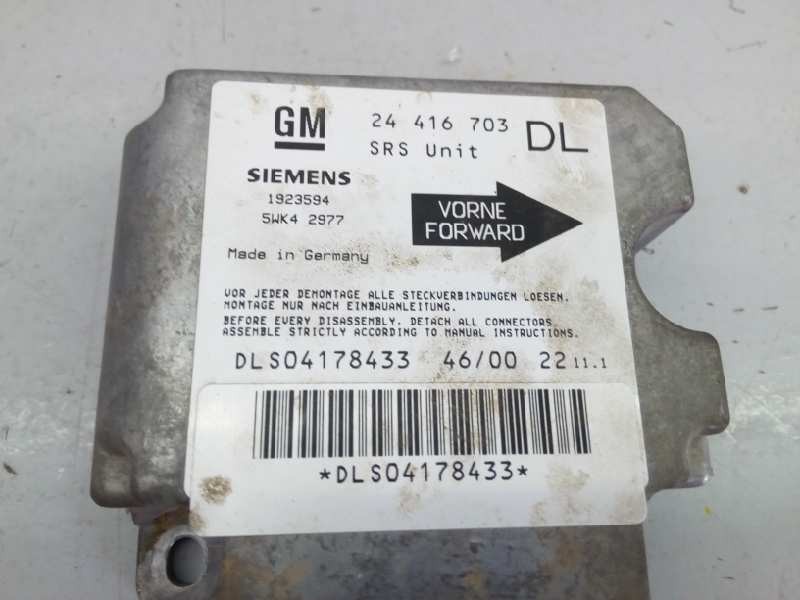 GM 24 416 703 DL
SRS Unit
SIEMENS
1923594
5WK4 2977
VORNE
FORWARD
Made in Germany
VOR JEDER DEMONTAGE ALLE STECKVERBINDUNGEN LOESEN.
MONTAGE NUR NACH EINBAUANLEITUNG.
BEFORE EVERY DISASSEMBLY, DETACH ALL CONNECTORS.
ASSEMBLE STRICTLY ACCORDING TO MANUAL INSTRUCTIONS.
DLS04178433 46/00 22 11.1
*DLS04178433*